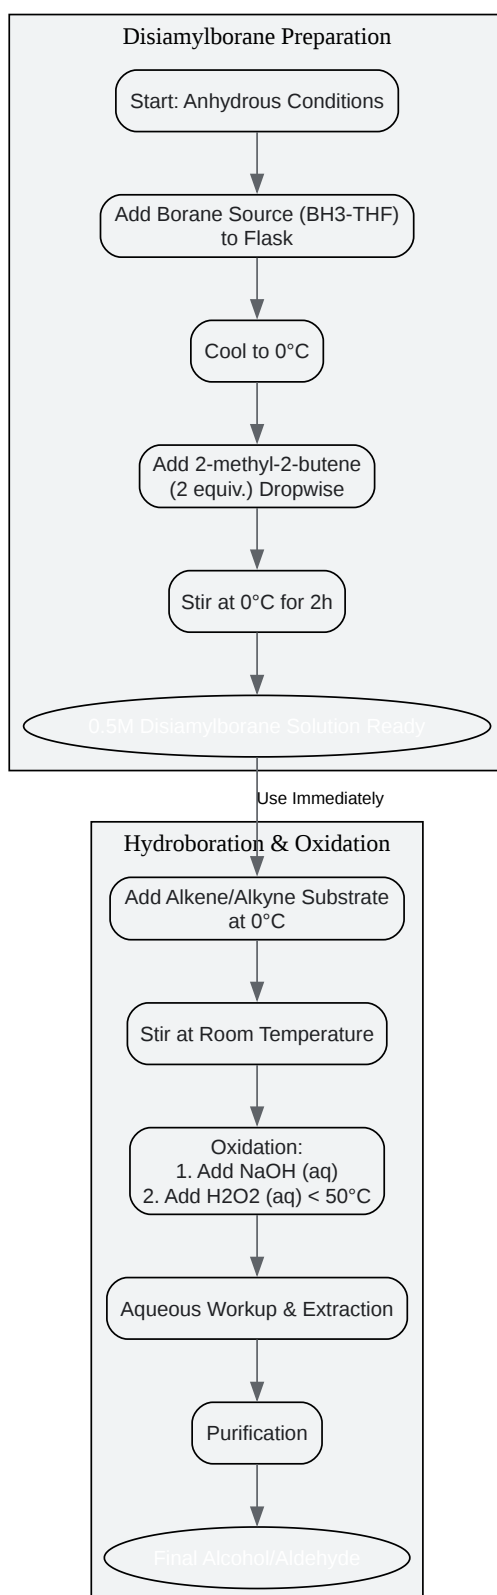 Disiamylborane Preparation
Start: Anhydrous Conditions
Add Borane Source (BH3-THF)
to Flask
Cool to 0°C
Add 2-methyl-2-butene
(2 equiv.) Dropwise
Stir at 0°C for 2h
0.5M Disiamylborane Solution Ready
Use Immediately
Hydroboration & Oxidation
Add Alkene/Alkyne Substrate
at 0°C
Stir at Room Temperature
Oxidation:
1. Add NaOH (aq)
2. Add H2O2 (aq) < 50°C
Aqueous Workup & Extraction
Purification
Final Alcohol/Aldehyde